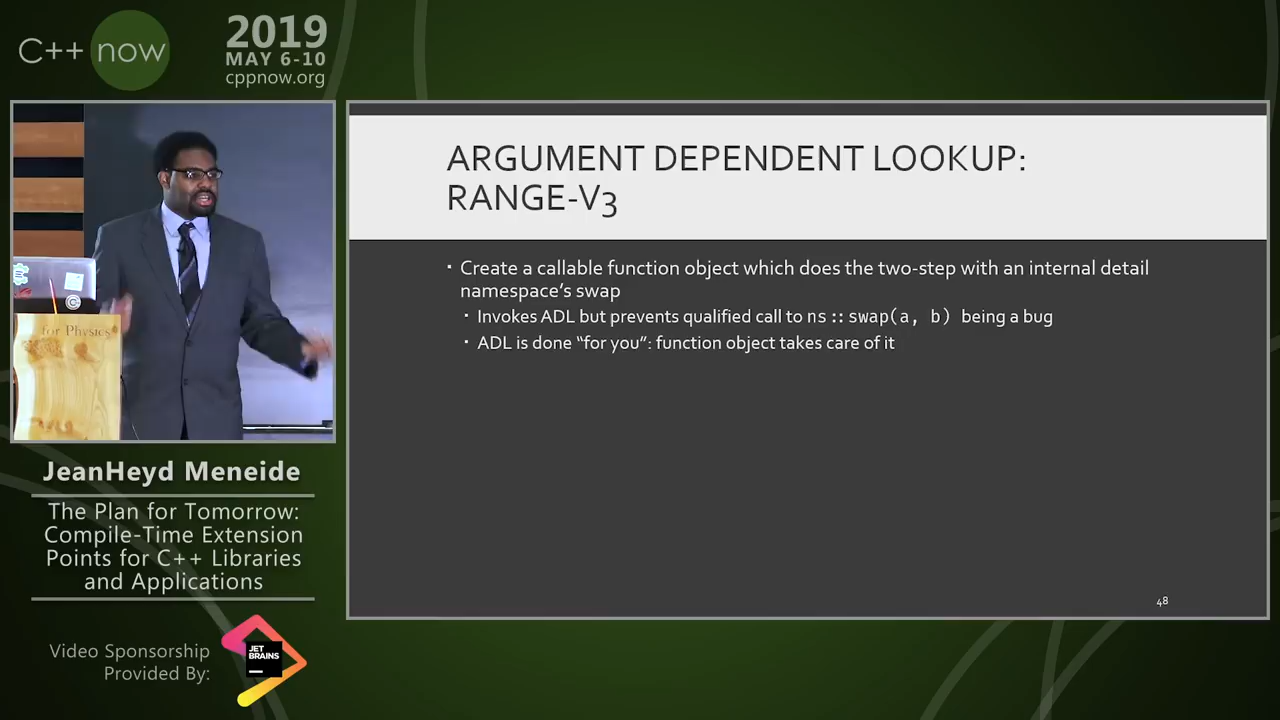 C++ now
2019
MAY 6-10
cppnow.org
for Physics
JeanHeyd Meneide
The Plan for Tomorrow:
Compile-Time Extension
Points for C++ Libraries
and Applications
Video Sponsorship
Provided By:
JET
BRAINS
ARGUMENT DEPENDENT LOOKUP:
RANGE-V3
▪ Create a callable function object which does the two-step with an internal detail
namespace's swap
▪ Invokes ADL but prevents qualified call to ns::swap(a, b) being a bug
▪ ADL is done “for you”: function object takes care of it
48